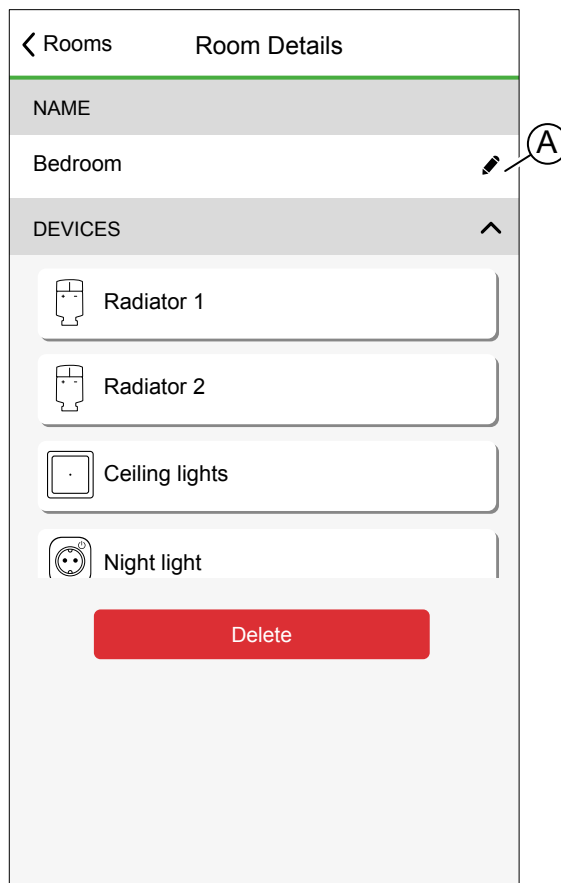 Rooms Room Details
NAME
Bedroom
A
DEVICES
Radiator 1
Radiator 2
Ceiling lights
Night light
Delete